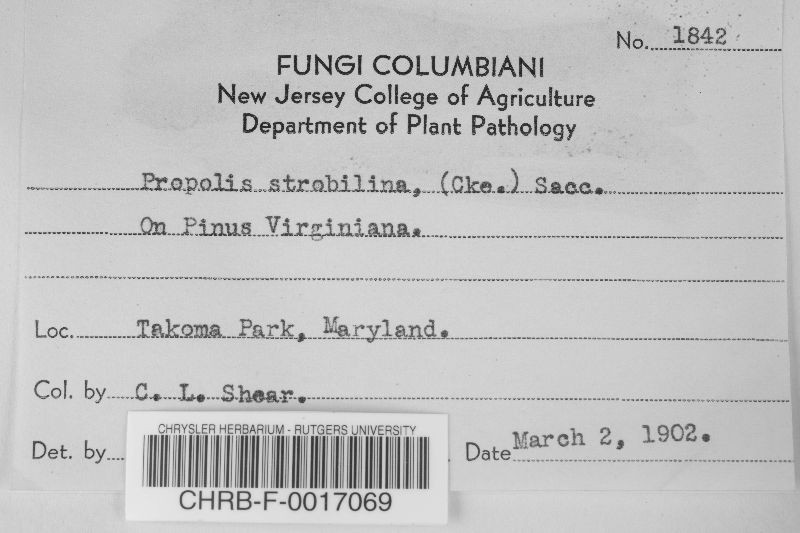 No. 1842
FUNGI COLUMBIANI
New Jersey College of Agriculture
Department of Plant Pathology
Propolis strobilina, (Cke.) Sacc.
On Pinus Virginiana.
Loc. Takoma Park, Maryland.
Col. by C. L. Shear.
Det. by
Date March 2, 1902.
CHRYSLER HERBARIUM - RUTGERS UNIVERSITY
CHRB-F-0017069